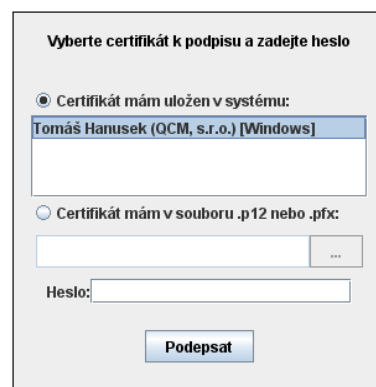 Vyberte certifikát k podpisu a zadejte heslo
Certifikát mám uložen v systému:
Tomáš Hanusek (QCM, s.r.o.) [Windows]
Certifikát mám v souboru .p12 nebo .pfx:
...
Heslo:
Podepsat